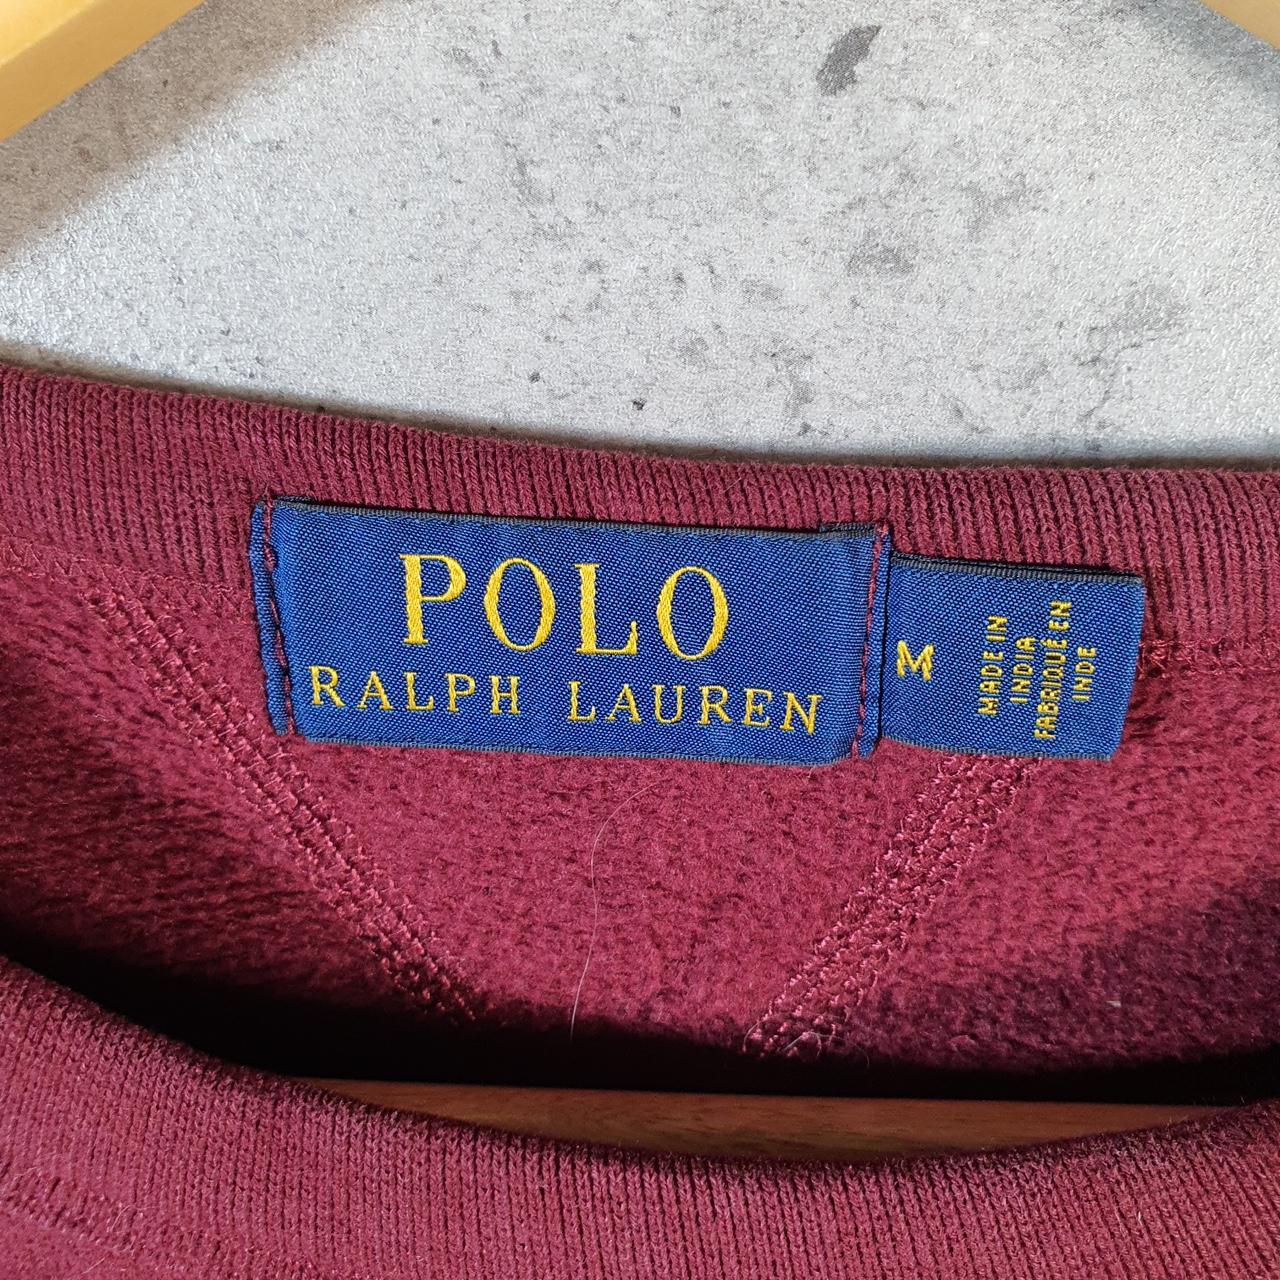 POLO
RALPH LAUREN
M
MADE IN
INDIA
FABRIQUÉ EN
INDE